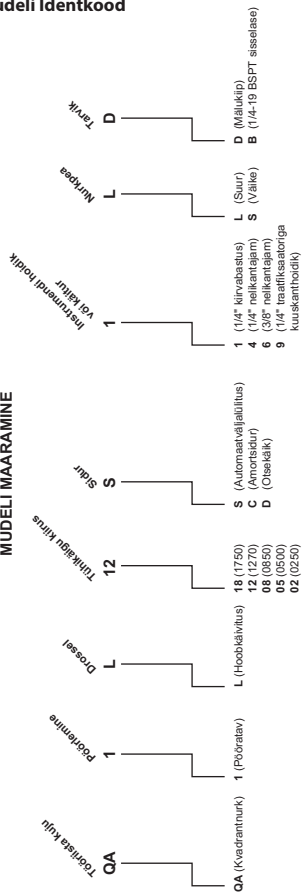 udeli Identkood
MUDELI MÄÄRAMINE
Tööriista kuju
QA
QA (Kvadrantnurk)
Pöörlemine
1
1 (Pööratav)
Drossel
L
L (Hoobkäivitus)
Tühikäigu kiirus
12
18 (1750)
12 (1270)
08 (0850)
05 (0500)
02 (0250)
Sidur
S
S (Automaatväljalülitus)
C (Amortsidur)
D (Otsekäik)
Instrumendi hoidik
või käitur
1
1 (1/4" kiirvabastus)
4 (1/4" nelikantajam)
6 (3/8" nelikantajam)
9 (1/4" traatfiksaatoriga
kuuskanthoidik)
Nurkpea
L
L (Suur)
S (Väike)
Tarvik
D
D (Mälukiip)
B (1/4-19 BSPT sisselase)